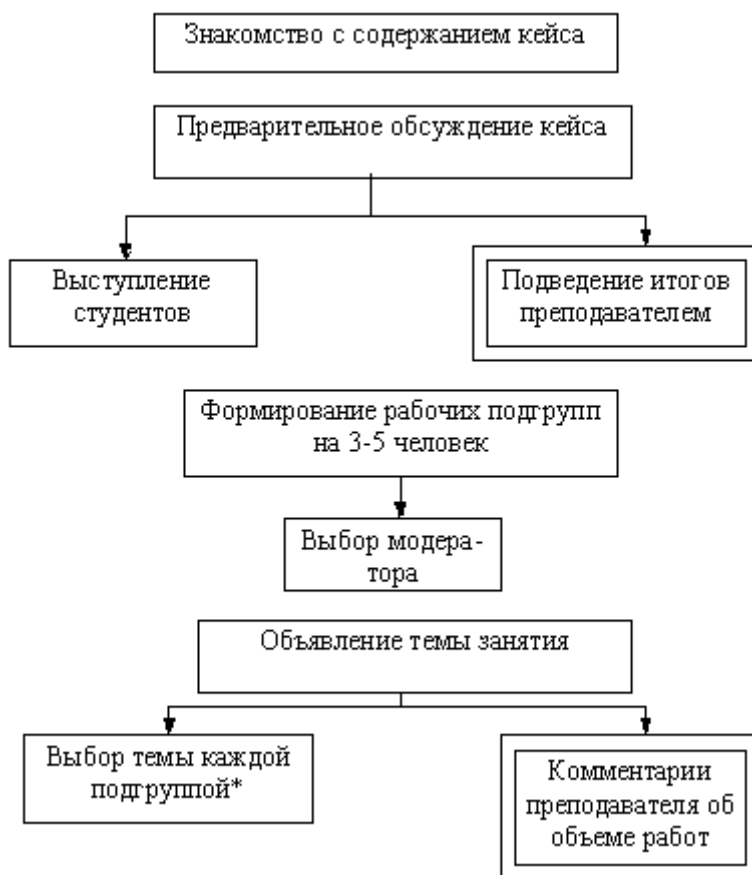 Знакомство с содержанием кейса
Предварительное обсуждение кейса
Выступление
студентов
Подведение итогов
преподавателем
Формирование рабочих подгрупп
на 3-5 человек
Выбор модера-
тора
Объявление темы занятия
Выбор темы каждой
подгруппой*
Комментарии
преподавателя об
объеме работ